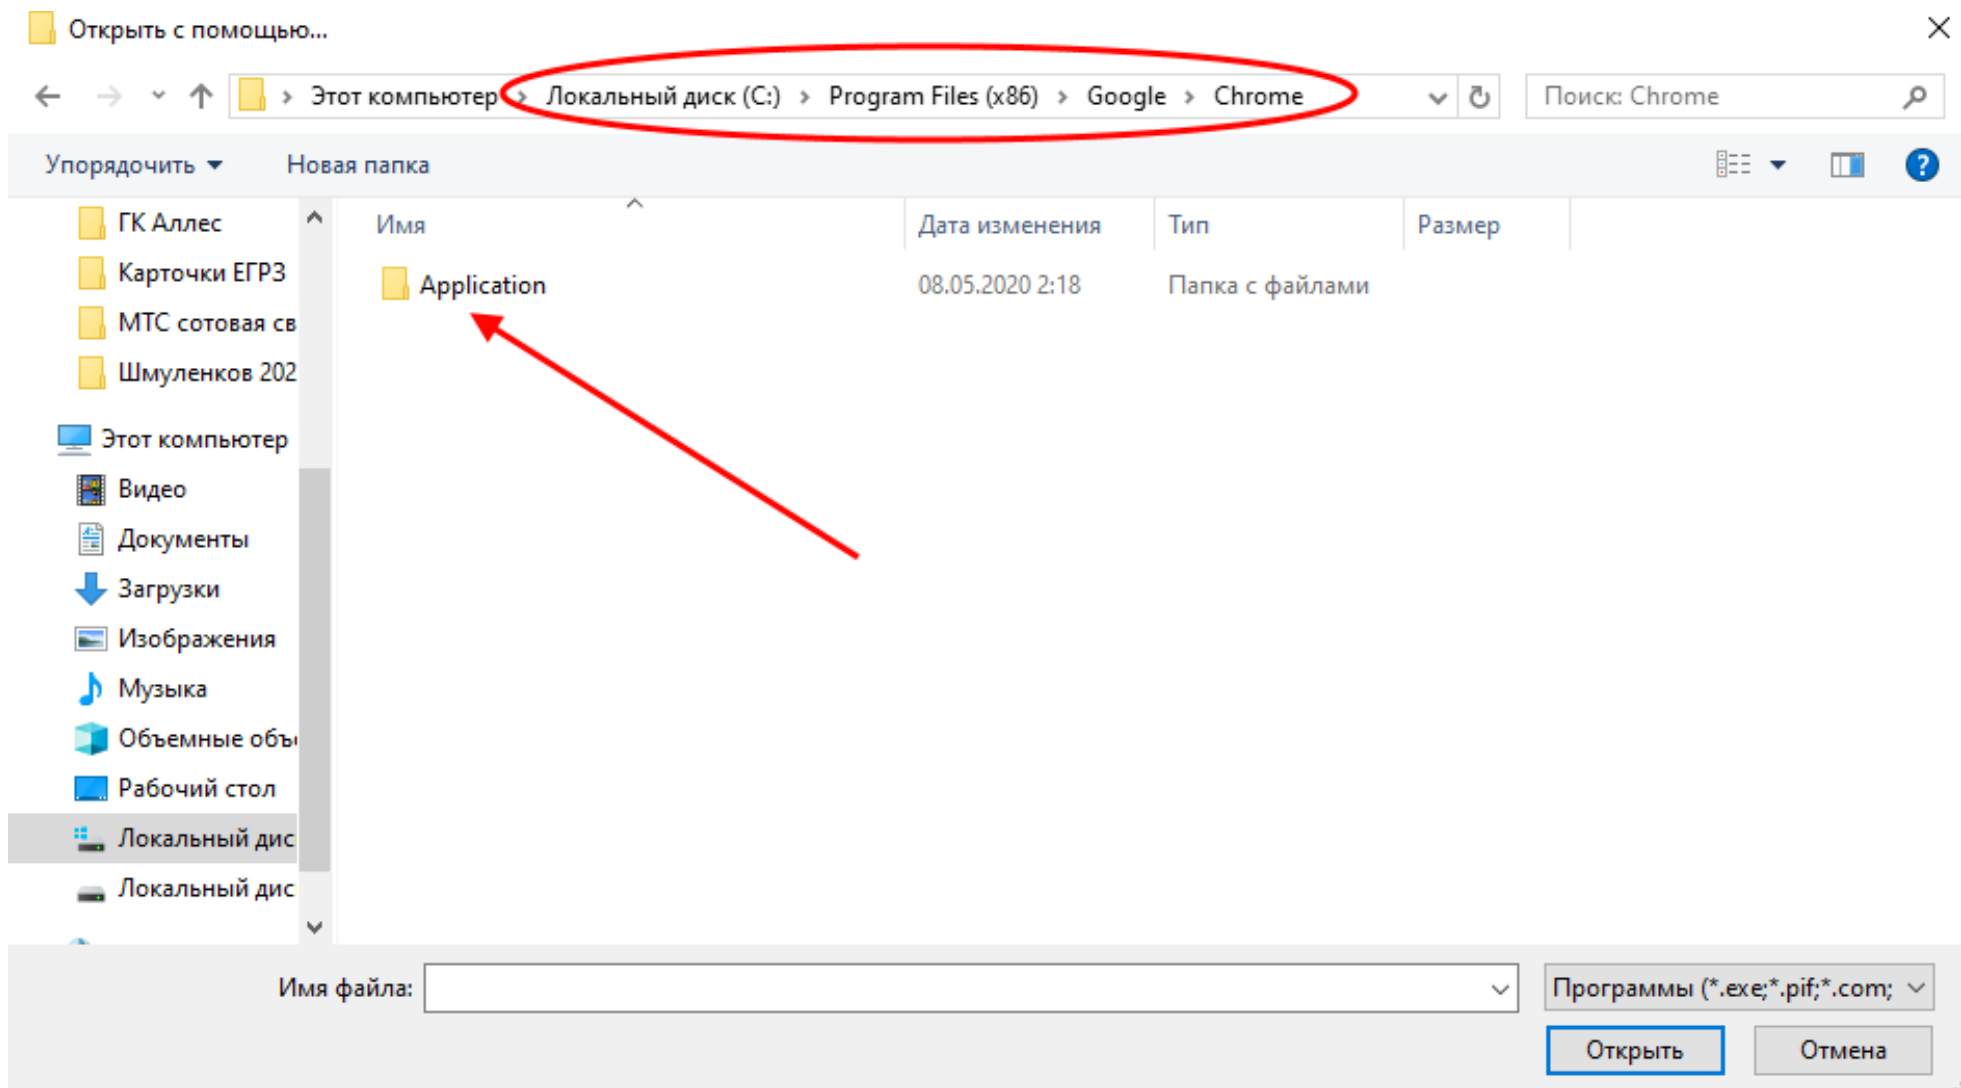 Открыть с помощью...
Этот компьютер › Локальный диск (C:) › Program Files (x86) › Google › Chrome
Поиск: Chrome
Упорядочить
Новая папка
Имя
Дата изменения
Тип
Размер
Application
08.05.2020 2:18
Папка с файлами
ГК Аллес
Карточки ЕГРЗ
МТС сотовая св
Шмуленков 202
Этот компьютер
Видео
Документы
Загрузки
Изображения
Музыка
Объемные объ
Рабочий стол
Локальный дис
Локальный дис
Имя файла:
Программы (*.exe;*.pif;*.com;
Открыть
Отмена